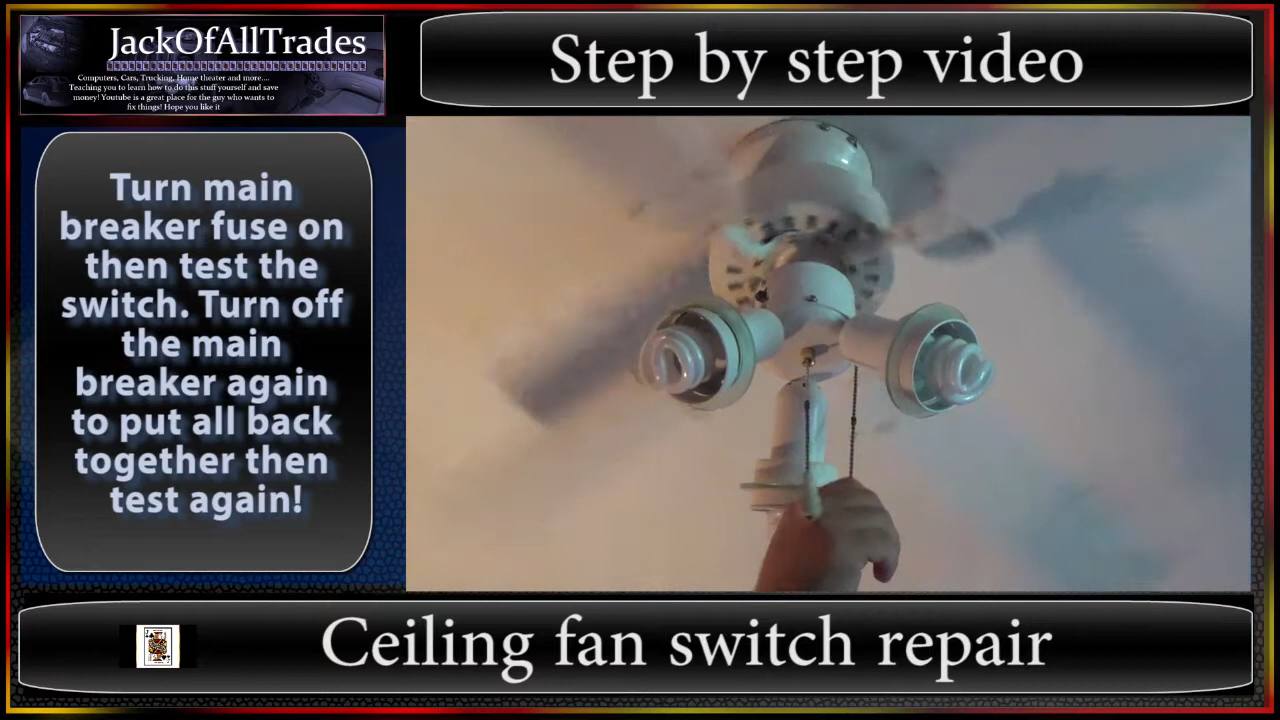 JackOfAllTrades
Computers, Cars, Trucking, Home theater and more....
Teaching you to learn how to do this stuff yourself and save
money! Youtube is a great place for the guy who wants to
fix things! Hope you like it
Step by step video
Turn main
breaker fuse on
then test the
switch. Turn off
the main
breaker again
to put all back
together then
test again!
Ceiling fan switch repair